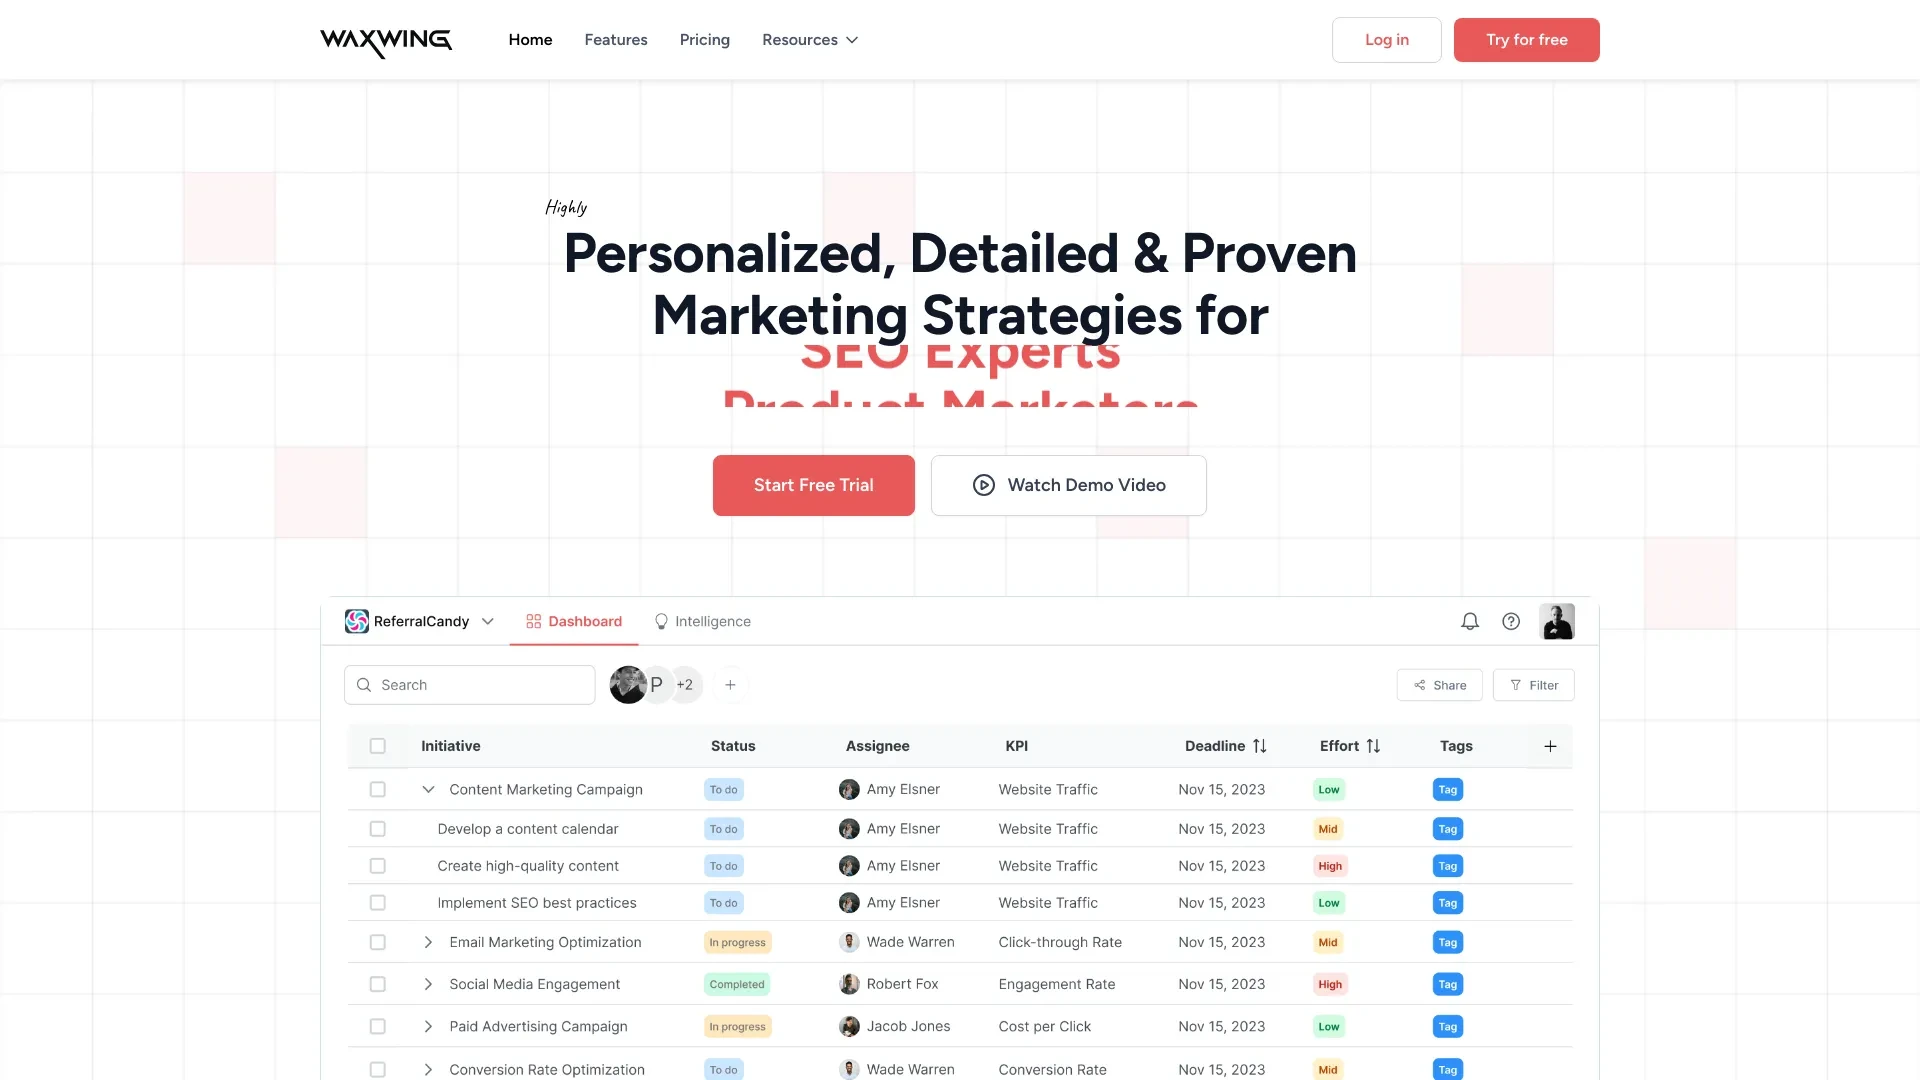 WAXWING
Home Features Pricing Resources
Log in Try for free
Highly
Personalized, Detailed & Proven
Marketing Strategies for
SEO Experts
Product Marketers
Start Free Trial Watch Demo Video
ReferralCandy Dashboard Intelligence
Search P +2 + Share Filter
Initiative Status Assignee KPI Deadline Effort Tags +
Content Marketing Campaign To do Amy Elsner Website Traffic Nov 15, 2023 Low Tag
Develop a content calendar To do Amy Elsner Website Traffic Nov 15, 2023 Mid Tag
Create high-quality content To do Amy Elsner Website Traffic Nov 15, 2023 High Tag
Implement SEO best practices To do Amy Elsner Website Traffic Nov 15, 2023 Low Tag
Email Marketing Optimization In progress Wade Warren Click-through Rate Nov 15, 2023 Mid Tag
Social Media Engagement Completed Robert Fox Engagement Rate Nov 15, 2023 High Tag
Paid Advertising Campaign In progress Jacob Jones Cost per Click Nov 15, 2023 Low Tag
Conversion Rate Optimization To do Wade Warren Conversion Rate Nov 15, 2023 Mid Tag